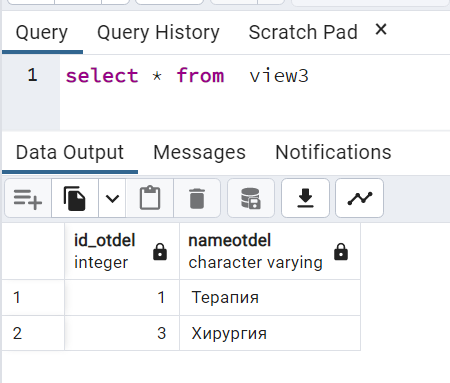 Query Query History Scratch Pad ×
1 select * from view3
Data Output Messages Notifications
id_otdel nameotdel
integer character varying
1 1 Терапия
2 3 Хирургия